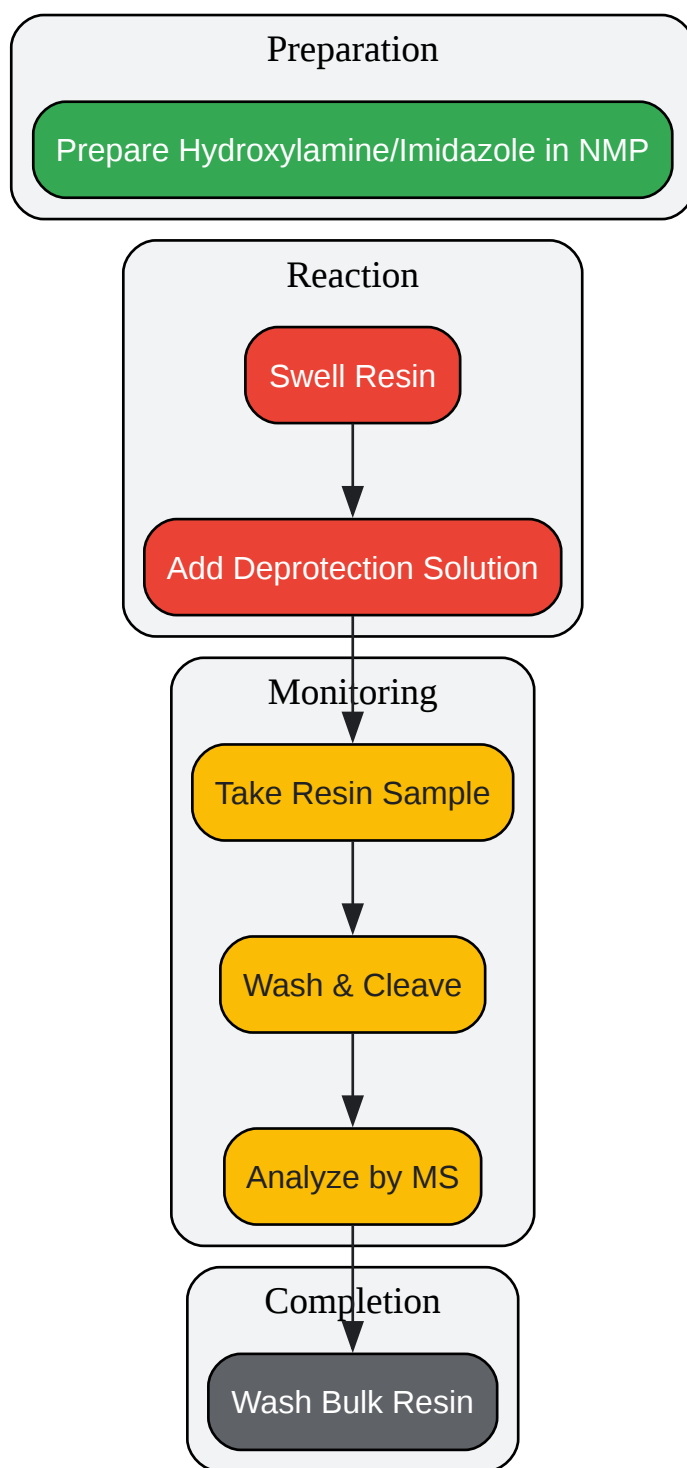 Preparation
Prepare Hydroxylamine/Imidazole in NMP
Reaction
Swell Resin
Add Deprotection Solution
Monitoring
Take Resin Sample
Wash & Cleave
Analyze by MS
Completion
Wash Bulk Resin